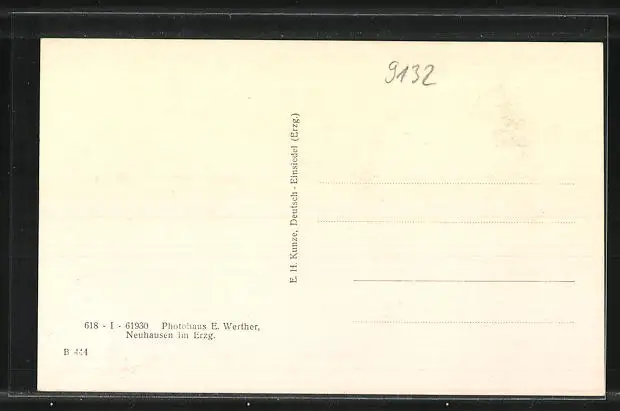 9132
E. H. Kunze, Deutsch-Einsiedel (Erzg.)
618 - I - 61930 Photohaus E. Werther,
Neuhausen im Erzg.
B 444